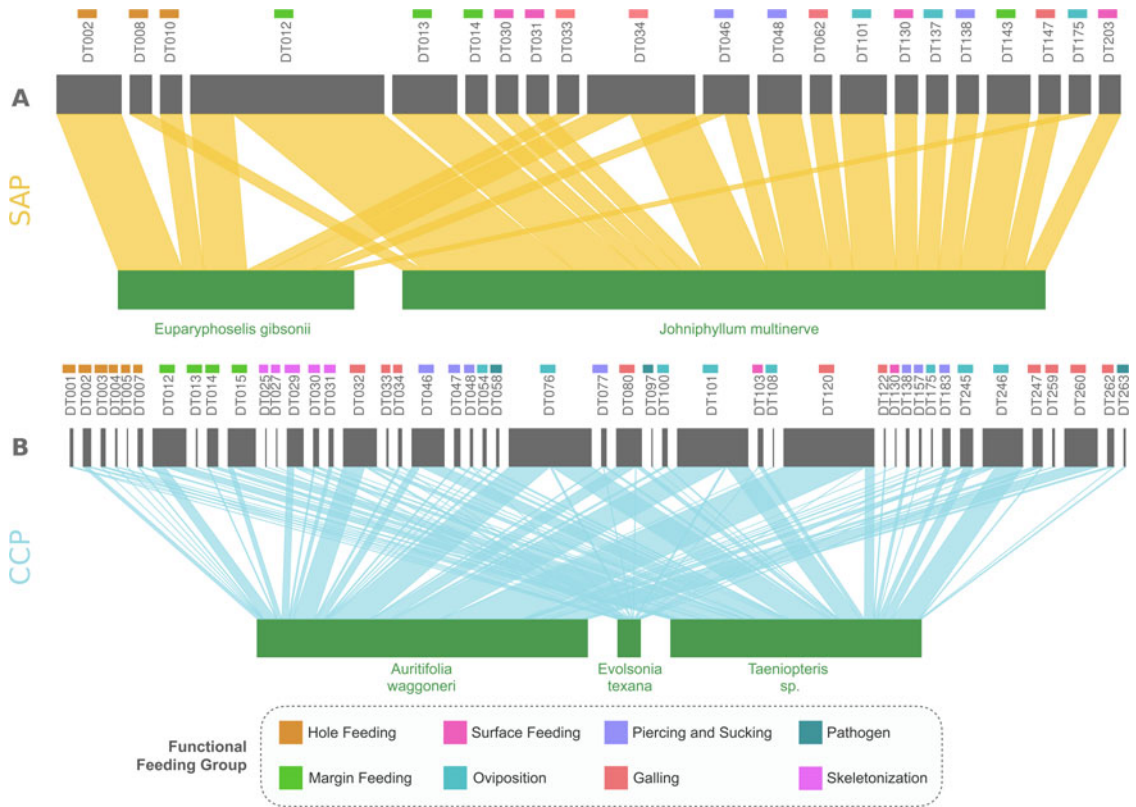 DT002 DT008 DT010 DT012 DT013 DT014 DT030 DT031 DT033 DT034 DT046 DT048 DT062 DT101 DT130 DT137 DT138 DT143 DT147 DT175 DT203
A
SAP
Euparyphoselis gibsonii Johniphyllum multinerve
DT001 DT002 DT003 DT004 DT005 DT007 DT012 DT013 DT014 DT015 DT025 DT027 DT029 DT030 DT031 DT032 DT033 DT034 DT046 DT047 DT048 DT054 DT058 DT076 DT077 DT080 DT097 DT100 DT101 DT103 DT108 DT120 DT122 DT130 DT138 DT157 DT175 DT183 DT245 DT246 DT247 DT259 DT260 DT262 DT263
B
CCP
Auritifolia Evolsonia Taeniopteris
waggoneri texana sp.
Functional
Feeding Group
Hole Feeding Surface Feeding Piercing and Sucking Pathogen
Margin Feeding Oviposition Galling Skeletonization